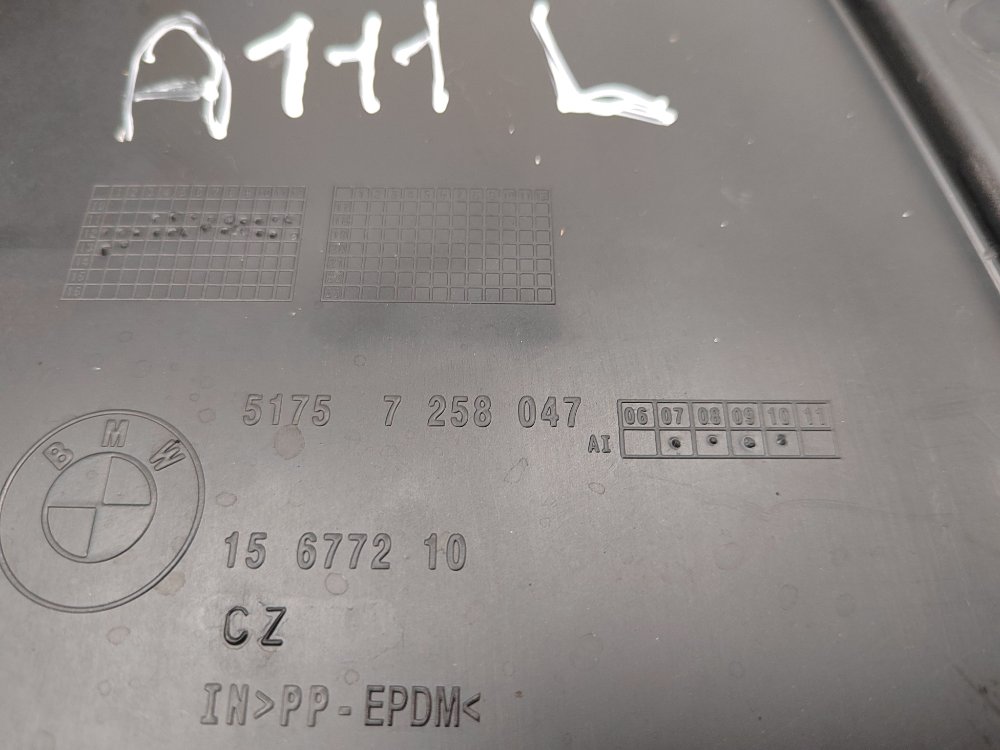 A111 L
5175 7 258 047
06 07 08 09 10 11
AI
BMW
15 6772 10
CZ
IN>PP-EPDM<